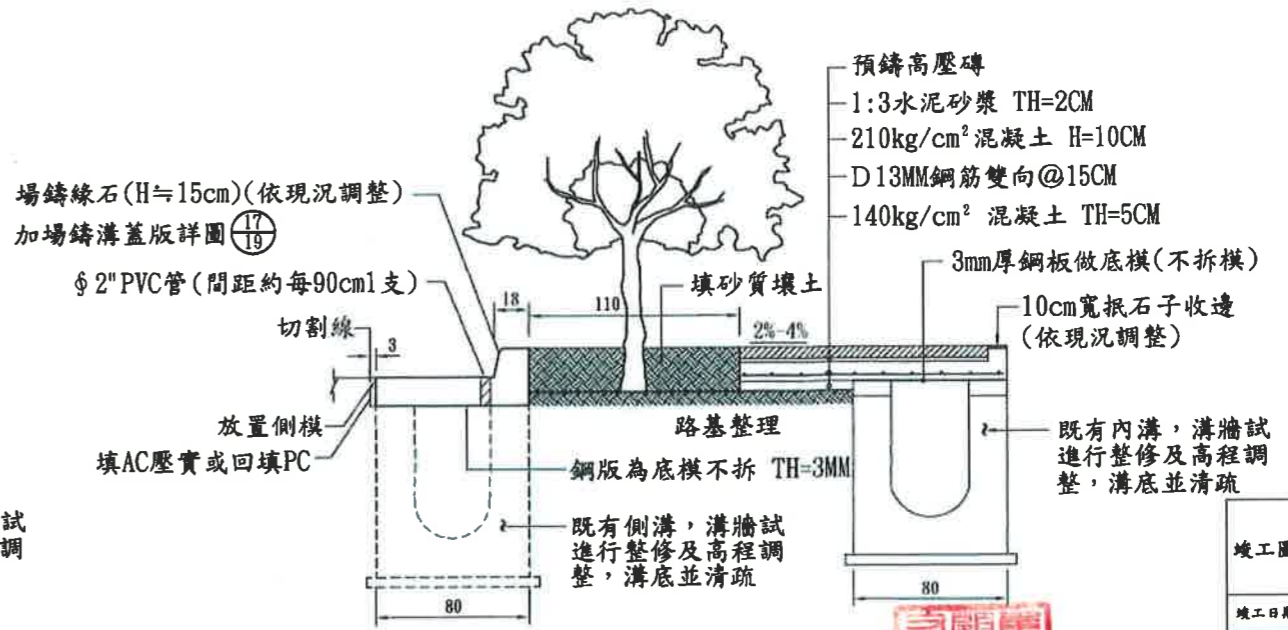 預鑄高壓磚
1:3水泥砂漿 TH=2CM
210kg/cm²混凝土 H=10CM
D13MM鋼筋雙向@15CM
140kg/cm² 混凝土 TH=5CM
場鑄緣石(H≒15cm)(依現況調整)
加場鑄溝蓋版詳圖 17
19
3mm厚鋼板做底模(不拆模)
∮2"PVC管(間距約每90cm1支)
填砂質壤土
10cm寬抿石子收邊
(依現況調整)
18
110
2%-4%
切割線
3
放置側模
填AC壓實或回填PC
路基整理
鋼版為底模不拆 TH=3MM
既有內溝，溝牆試
進行整修及高程調
整，溝底並清疏
既有側溝，溝牆試
進行整修及高程調
整，溝底並清疏
試
調
80
80
竣工圖
竣工日期